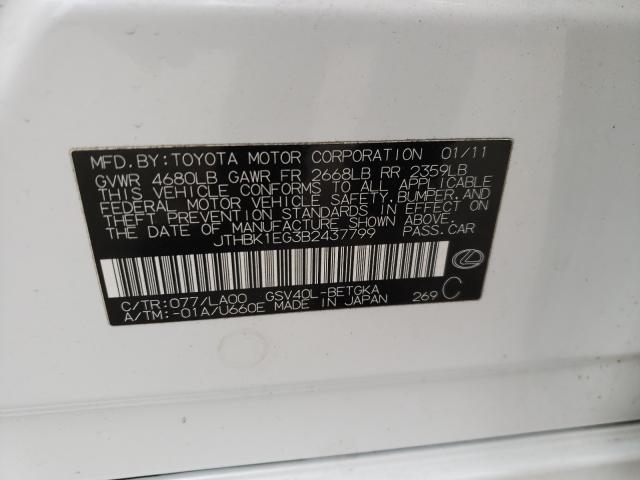 MFD. BY: TOYOTA MOTOR CORPORATION 01/11
GVWR 4680LB GAWR FR 2668LB RR 2359LB
THIS VEHICLE CONFORMS TO ALL APPLICABLE
FEDERAL MOTOR VEHICLE SAFETY, BUMPER, AND
THEFT PREVENTION STANDARDS IN EFFECT ON
THE DATE OF MANUFACTURE SHOWN ABOVE.
JTHBK1EG3B2437799 PASS.CAR
C/TR: 077/LA00 GSV40L-BETGKA
A/TM: -01A/U660E MADE IN JAPAN 269 C